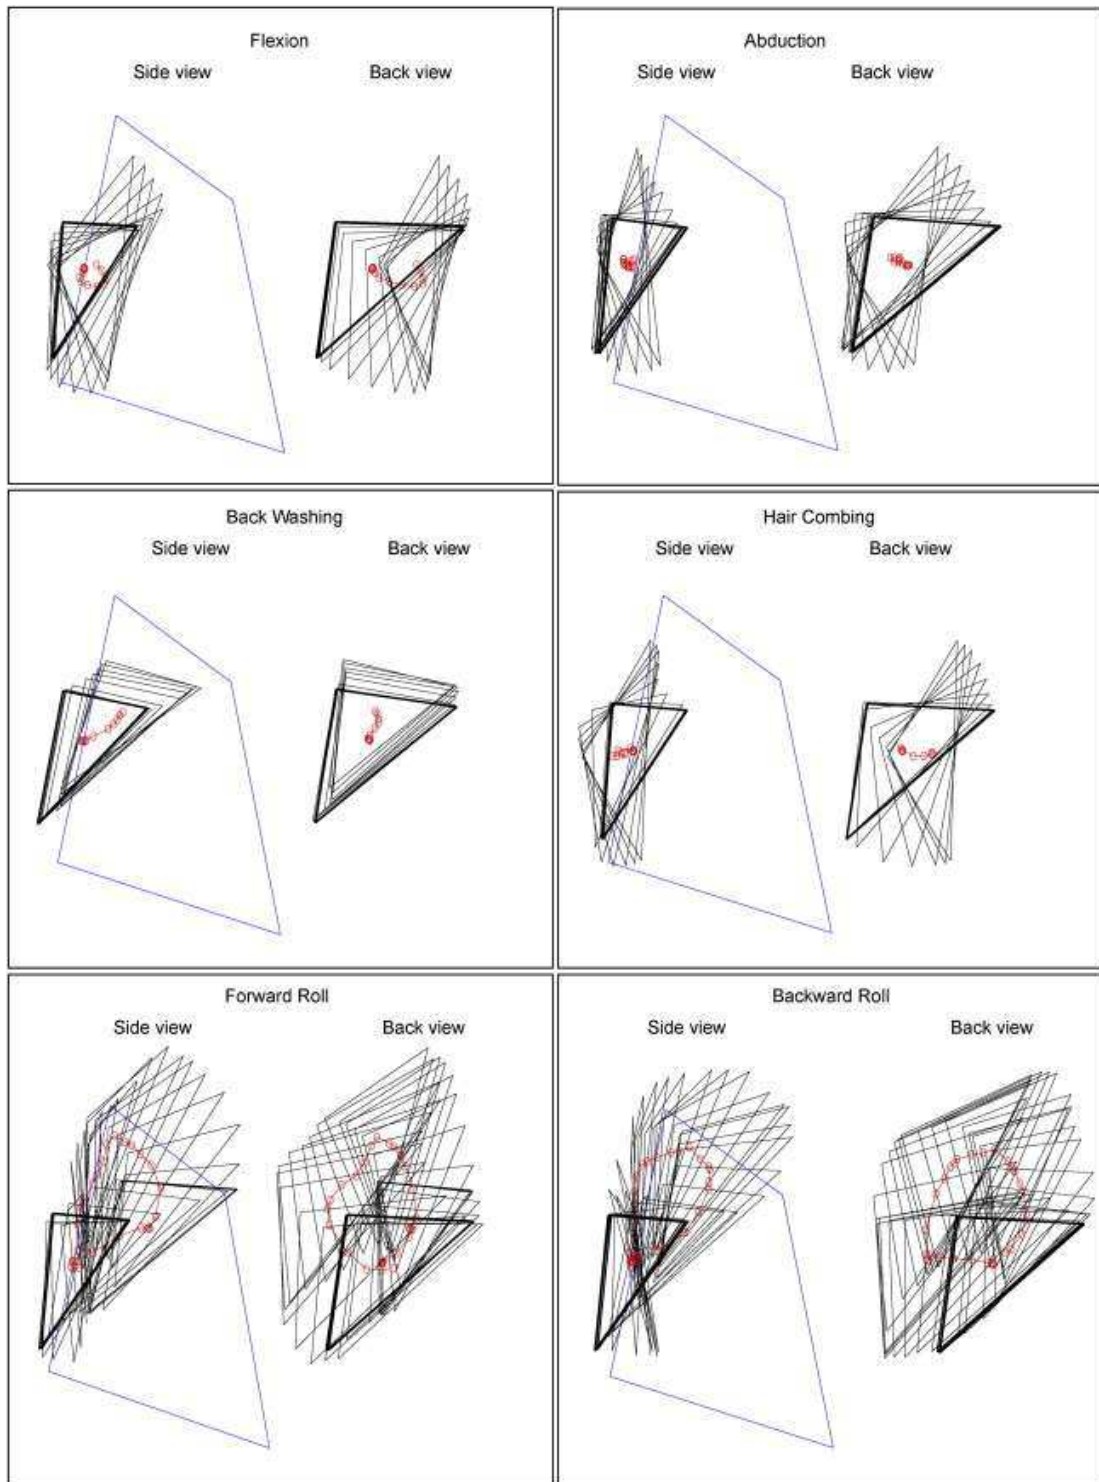 Flexion
Side view
Back view
Abduction
Side view
Back view
Back Washing
Side view
Back view
Hair Combing
Side view
Back view
Forward Roll
Side view
Back view
Backward Roll
Side view
Back view